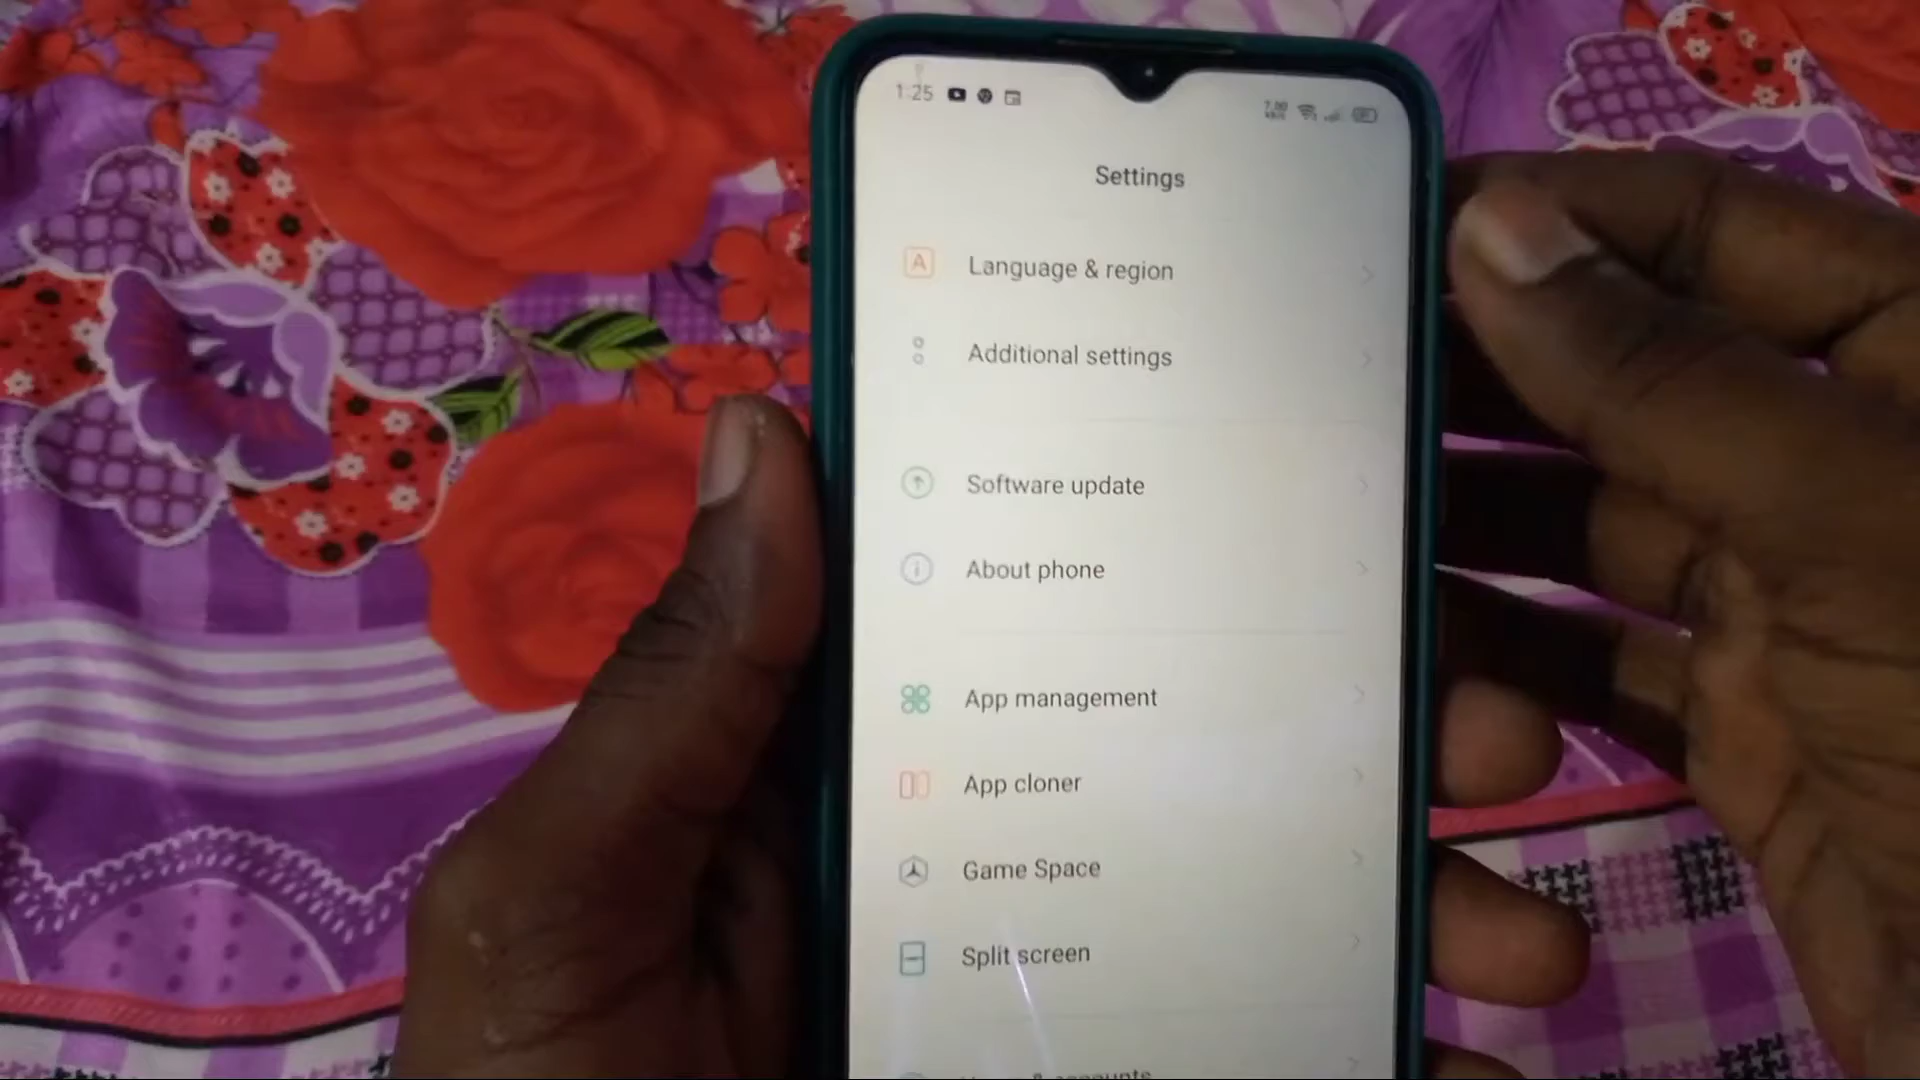 1:25
Settings
Language & region
Additional settings
Software update
About phone
App management
App cloner
Game Space
Split screen
& accounts